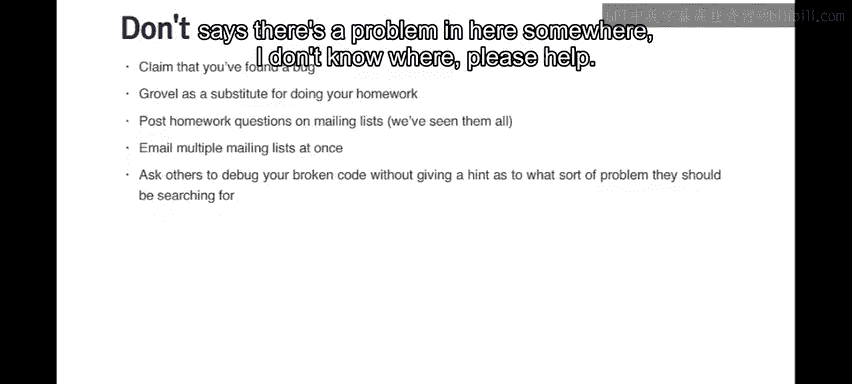 Don't
says there's a problem in here somewhere,
I don't know where, please help.
· Claim that you've found a bug
· Grovel as a substitute for doing your homework
· Post homework questions on mailing lists (we've seen them all)
· Email multiple mailing lists at once
· Ask others to debug your broken code without giving a hint as to what sort of problem they should
be searching for